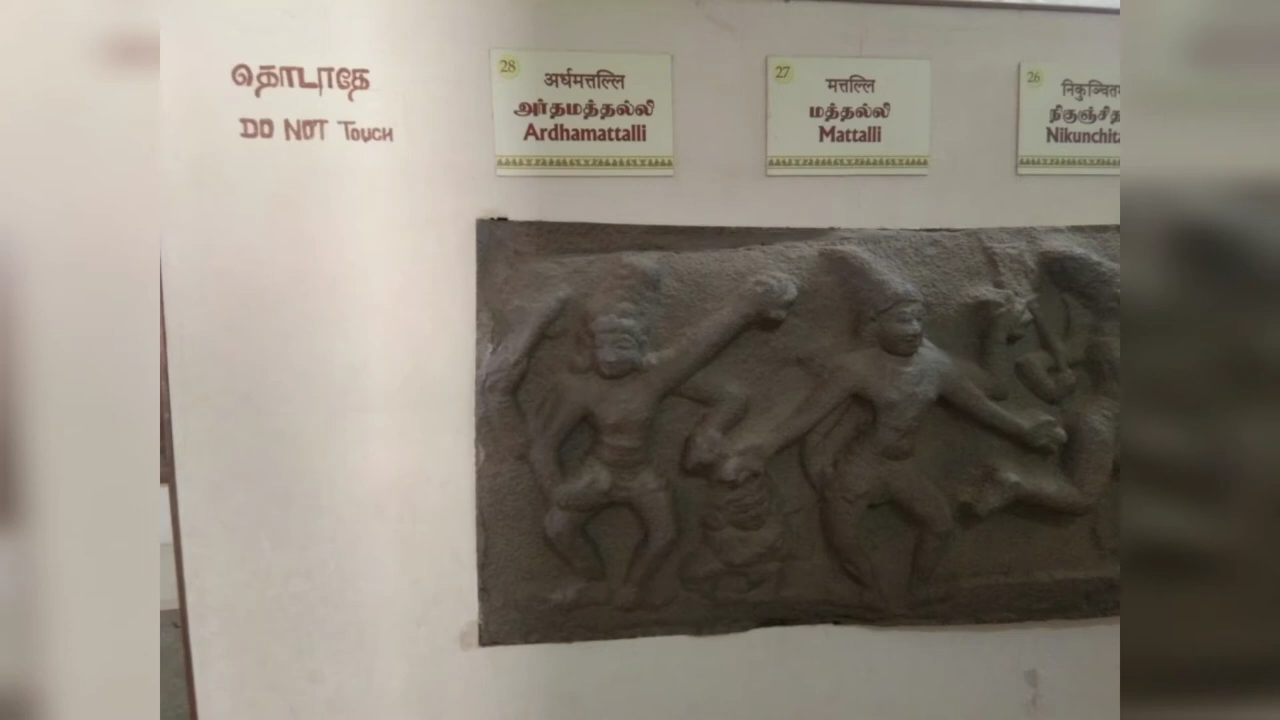 தொடாதே
DO NOT Touch
28
अर्धमत्तल्लि
அர்தமத்தல்லி
Ardhamattalli
27
मत्तल्लि
மத்தல்லி
Mattalli
26